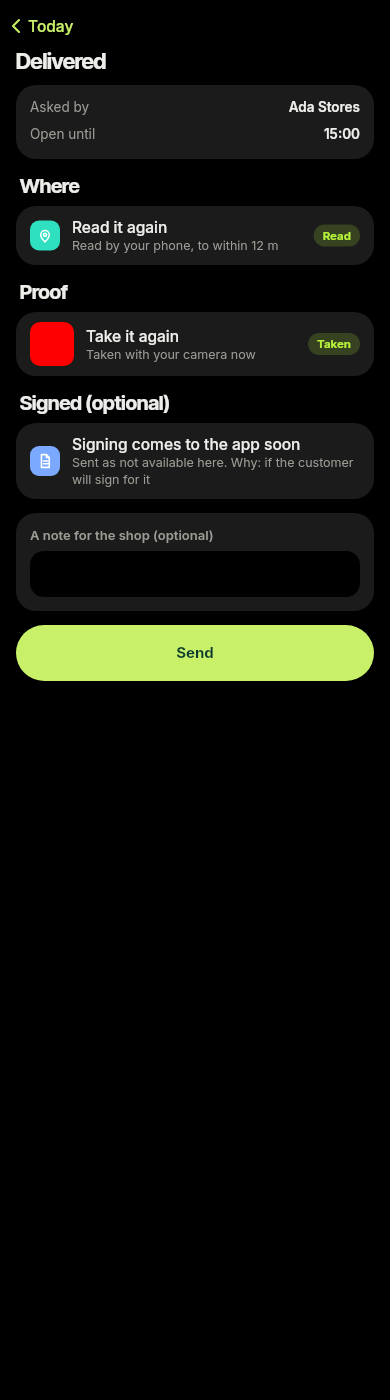 Today
Delivered
Asked by Ada Stores
Open until 15:00
Where
Read it again
Read by your phone, to within 12 m
Read
Proof
Take it again
Taken with your camera now
Taken
Signed (optional)
Signing comes to the app soon
Sent as not available here. Why: if the customer
will sign for it
A note for the shop (optional)
Send